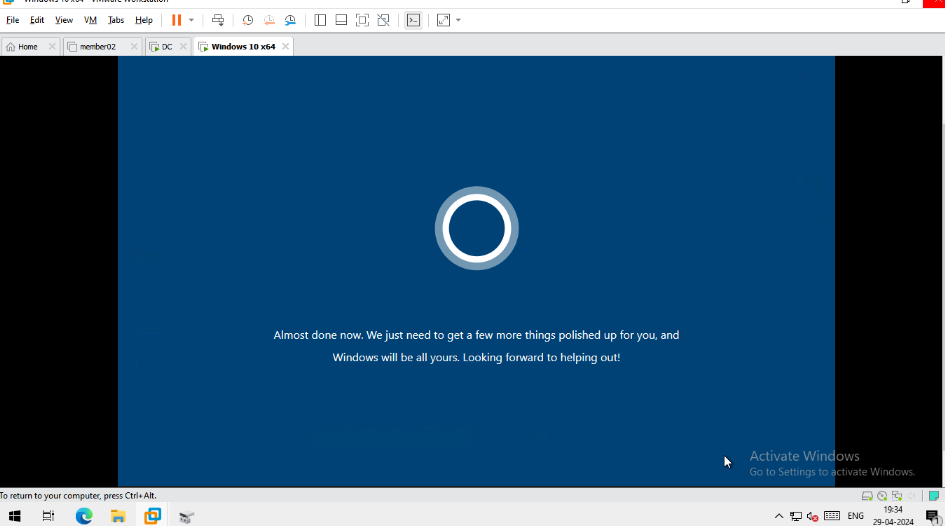 File Edit View VM Tabs Help
Home member02 DC Windows 10 x64
Almost done now. We just need to get a few more things polished up for you, and
Windows will be all yours. Looking forward to helping out!
Activate Windows
Go to Settings to activate Windows.
To return to your computer, press Ctrl+Alt.
ENG
19:34
29-04-2024